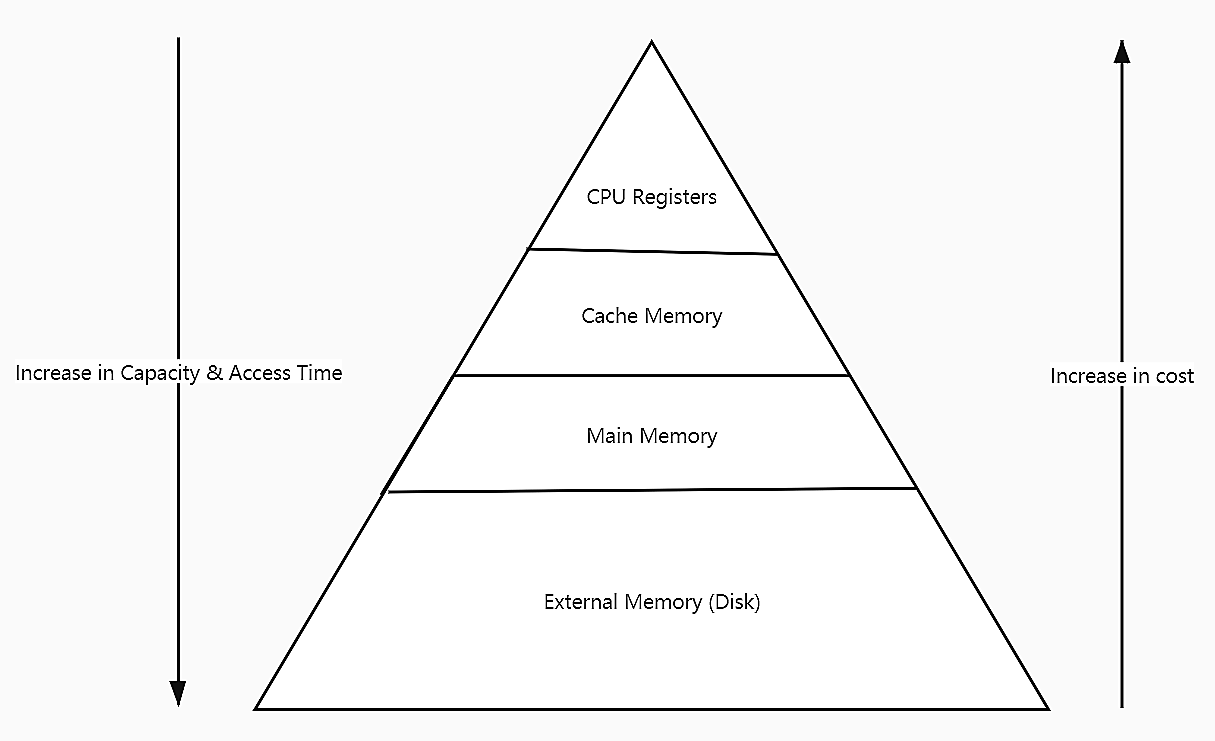 CPU Registers
Cache Memory
Increase in Capacity & Access Time
Increase in cost
Main Memory
External Memory (Disk)